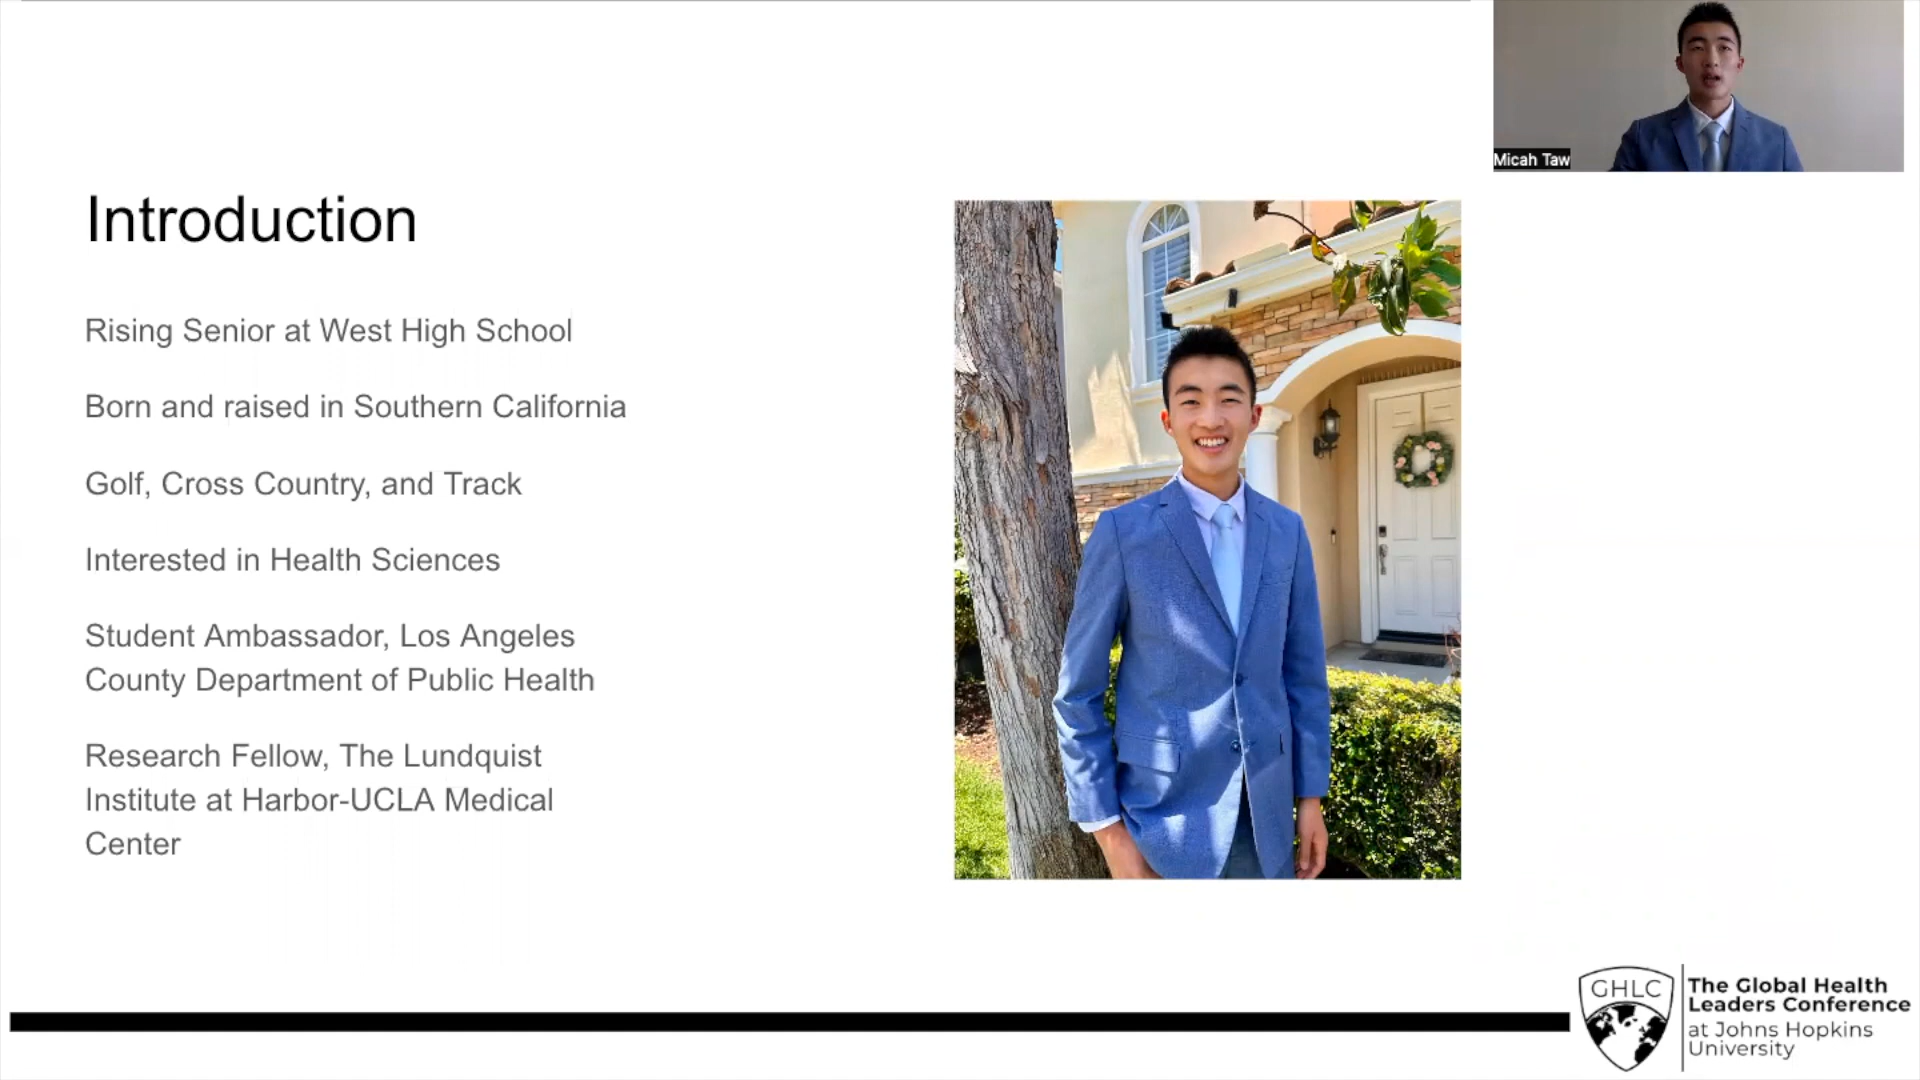 Micah Taw
Introduction
Rising Senior at West High School
Born and raised in Southern California
Golf, Cross Country, and Track
Interested in Health Sciences
Student Ambassador, Los Angeles
County Department of Public Health
Research Fellow, The Lundquist
Institute at Harbor-UCLA Medical
Center
GHLC
The Global Health
Leaders Conference
at Johns Hopkins
University